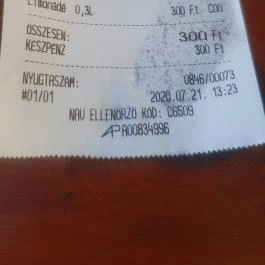 Limonádé 0,3L 300 Ft C00
ÖSSZESEN: 300 Ft
KÉSZPÉNZ 300 Ft
NYUGTASZÁM: 0846/00073
#01/01 2020.07.21. 13:23
NAV ELLENŐRZŐ KÓD: C6509
AP A00834996